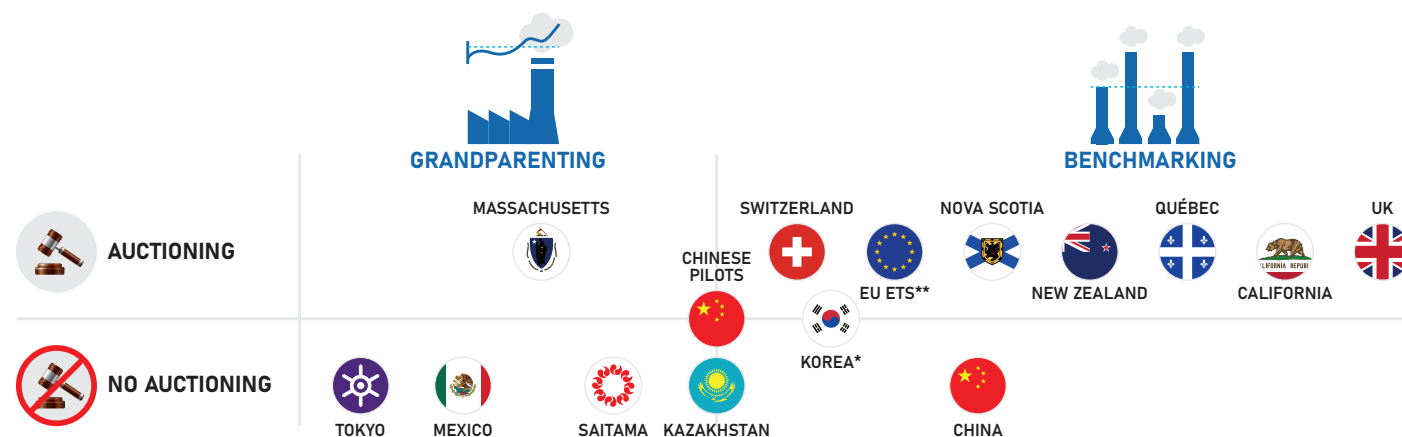 GRANDPARENTING
BENCHMARKING
MASSACHUSETTS
SWITZERLAND
NOVA SCOTIA
QUÉBEC
UK
AUCTIONING
CHINESE
PILOTS
EU ETS**
NEW ZEALAND
CALIFORNIA
KOREA*
NO AUCTIONING
TOKYO
MEXICO
SAITAMA
KAZAKHSTAN
CHINA